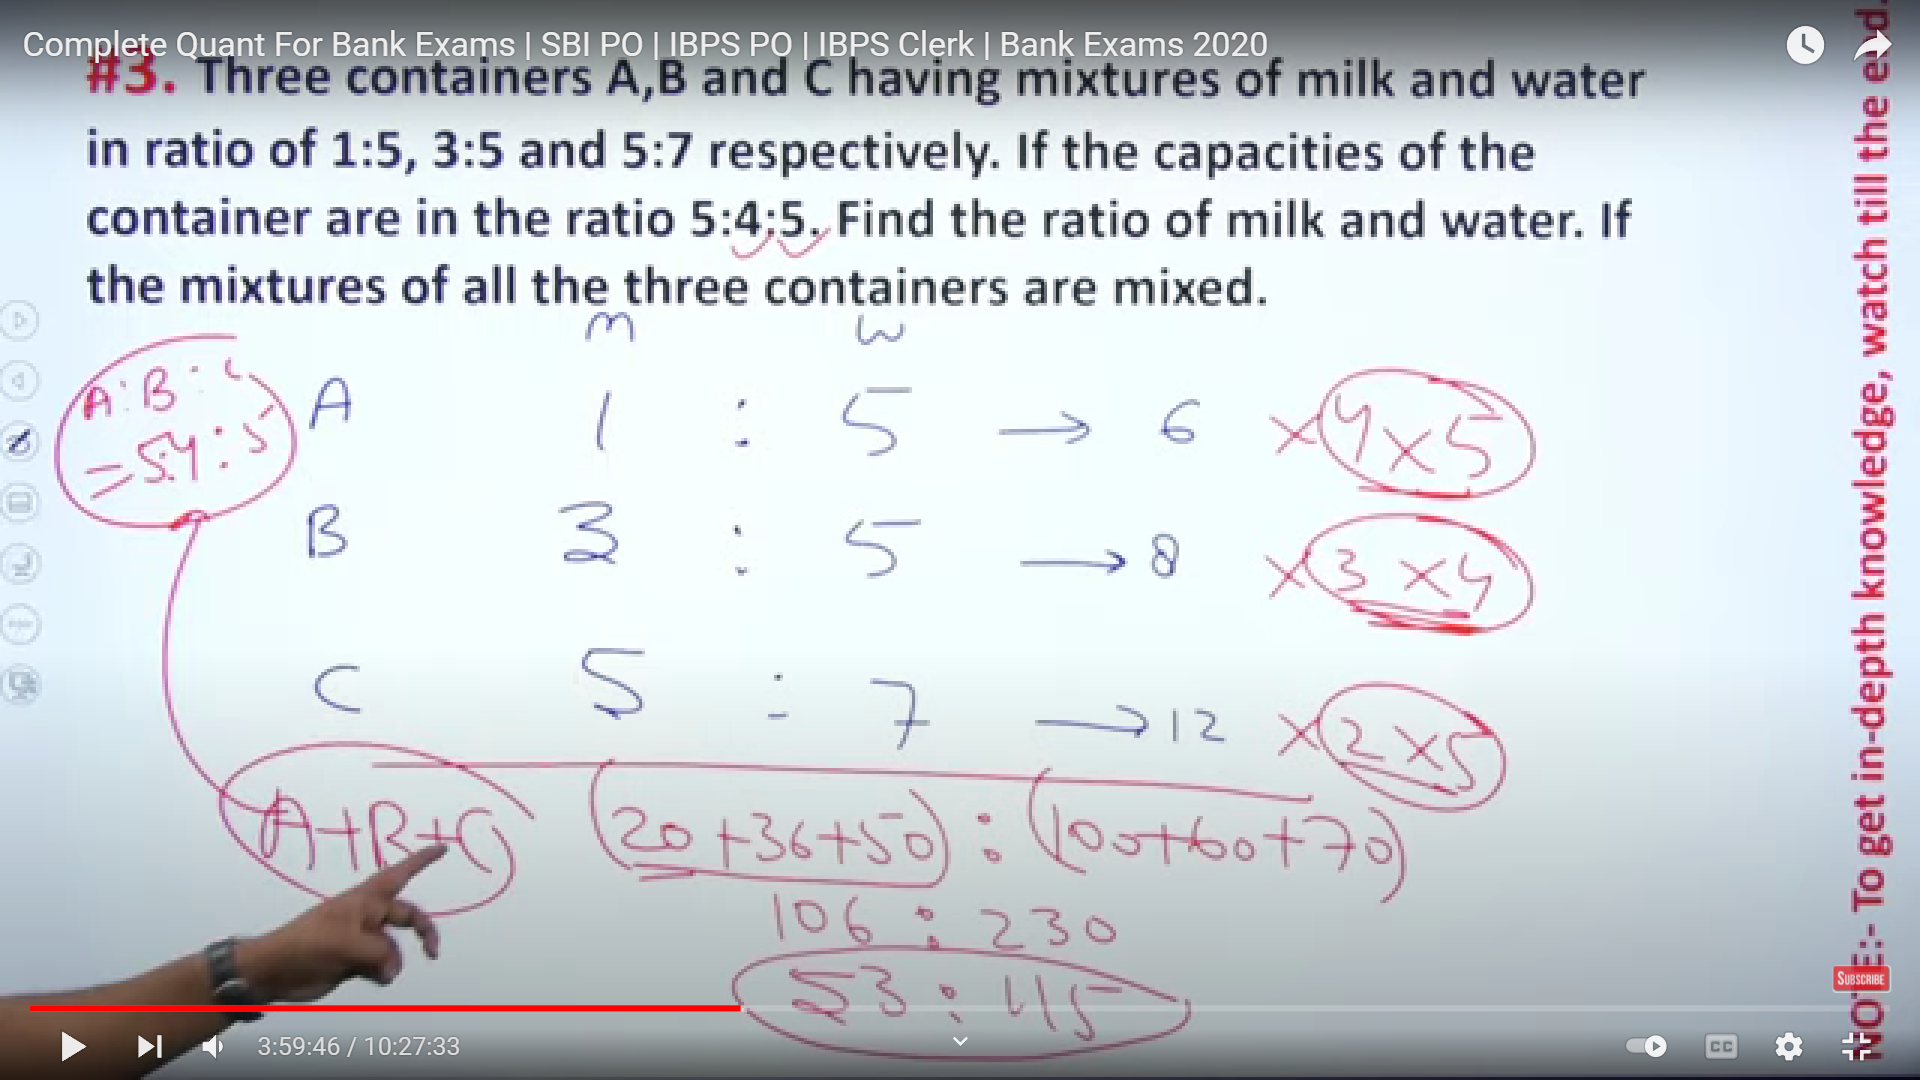 Complete Quant For Bank Exams | SBI PO | IBPS PO | IBPS Clerk | Bank Exams 2020
#3. Three containers A,B and C having mixtures of milk and water
in ratio of 1:5, 3:5 and 5:7 respectively. If the capacities of the
container are in the ratio 5:4:5. Find the ratio of milk and water. If
the mixtures of all the three containers are mixed.
M W
A:B:C
=5:4:5
A 1 : 5 → 6 ×4×5
B 3 : 5 → 8 ×3×4
C 5 : 7 → 12 ×2×5
A+B+C (20+36+50) : (100+60+70)
106 : 230
53 : 115
NOTE:- To get in-depth knowledge, watch till the end.
SUBSCRIBE
3:59:46 / 10:27:33
CC